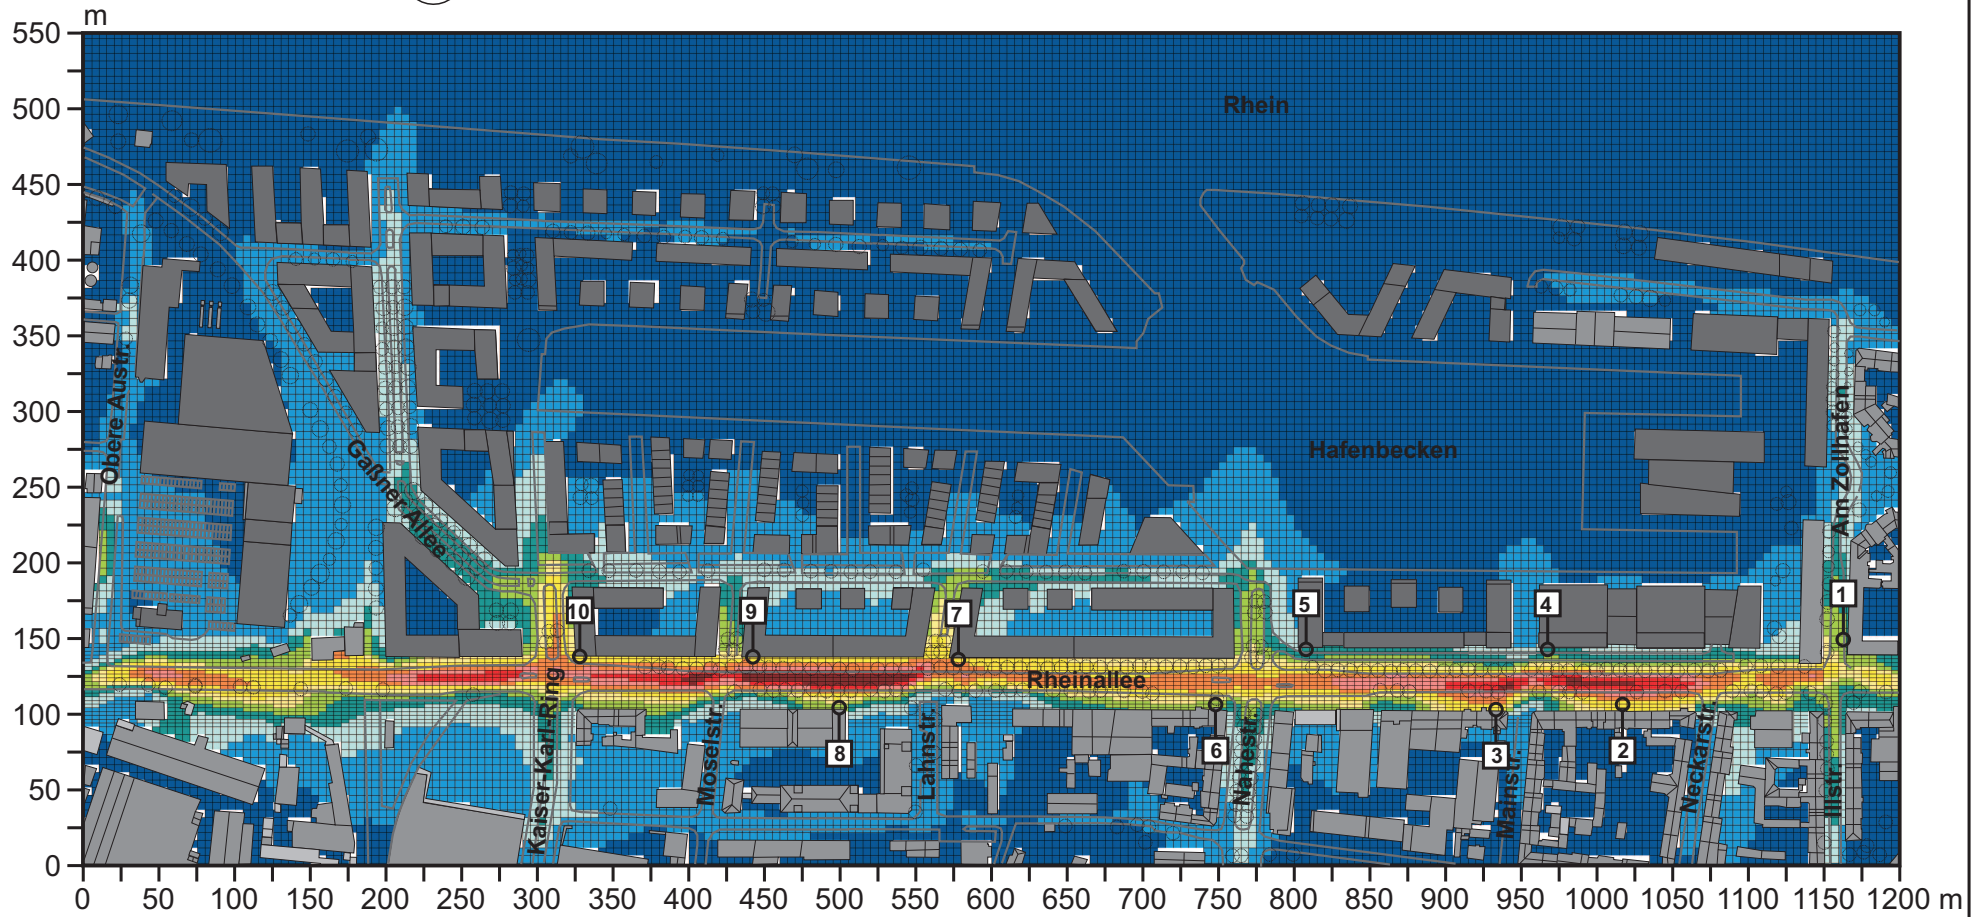 m
550
500
450
400
350
300
250
200
150
100
50
0
Rhein
Hafenbecken
Obere Austr.
Gaßner Allee
Am Zollhafen
10
9
7
5
4
1
Rheinallee
8
6
3
2
Kaiser-Karl-Ring
Moselstr.
Lahnstr.
Nahestr.
Mainstr.
Neckarstr.
Illstr.
0 50 100 150 200 250 300 350 400 450 500 550 600 650 700 750 800 850 900 950 1000 1050 1100 1150 1200 m